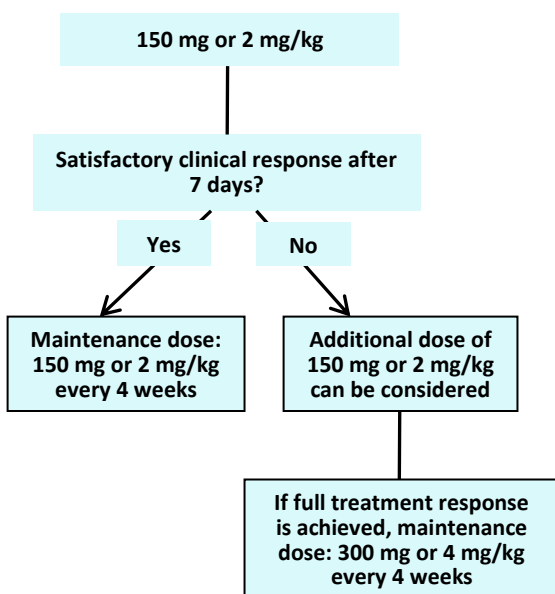 150 mg or 2 mg/kg
Satisfactory clinical response after
7 days?
Yes
No
Maintenance dose:
150 mg or 2 mg/kg
every 4 weeks
Additional dose of
150 mg or 2 mg/kg
can be considered
If full treatment response
is achieved, maintenance
dose: 300 mg or 4 mg/kg
every 4 weeks